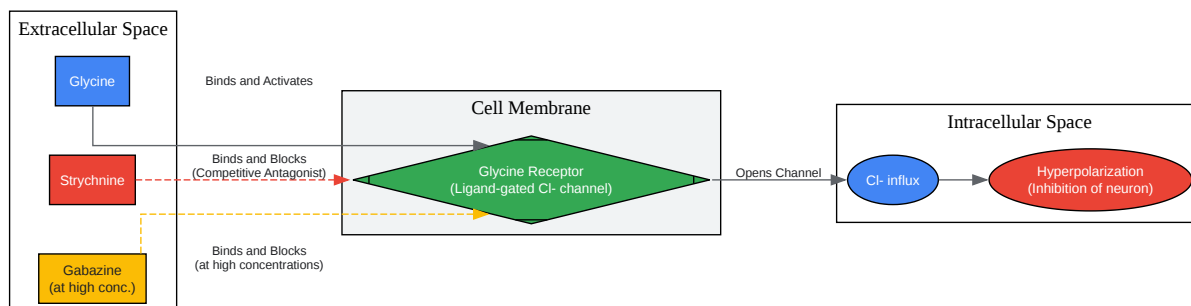 Extracellular Space
Glycine
Binds and Activates
Strychnine
Binds and Blocks
(Competitive Antagonist)
Gabazine
(at high conc.)
Binds and Blocks
(at high concentrations)
Cell Membrane
Glycine Receptor
(Ligand-gated Cl- channel)
Opens Channel
Intracellular Space
Cl- influx
Hyperpolarization
(Inhibition of neuron)